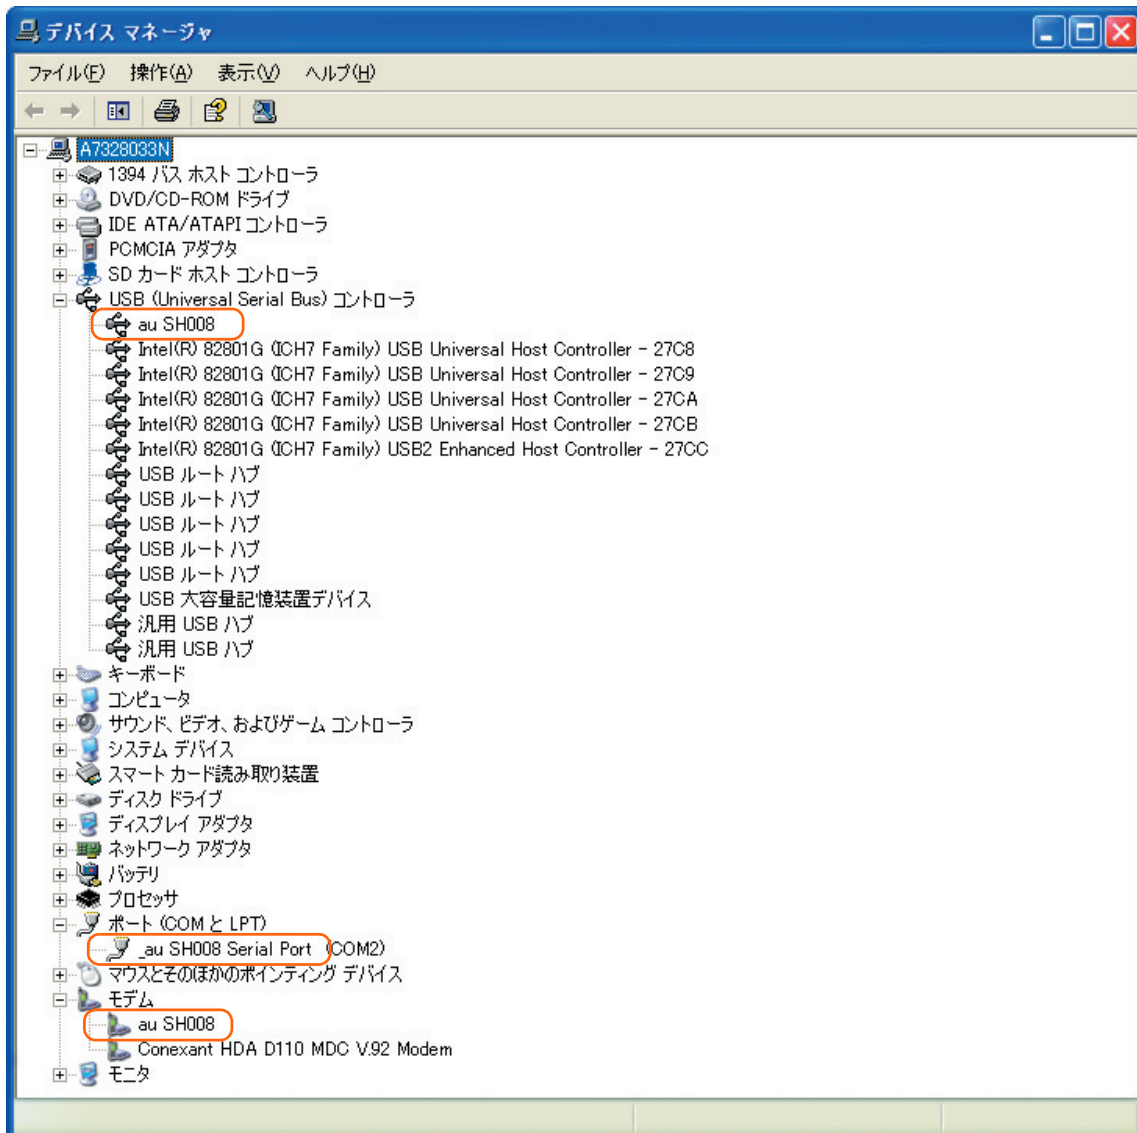 デバイス マネージャ
ファイル(F) 操作(A) 表示(V) ヘルプ(H)
A7328033N
1394 バス ホスト コントローラ
DVD/CD-ROM ドライブ
IDE ATA/ATAPI コントローラ
PCMCIA アダプタ
SD カード ホスト コントローラ
USB (Universal Serial Bus) コントローラ
au SH008
Intel(R) 82801G (ICH7 Family) USB Universal Host Controller - 27C8
Intel(R) 82801G (ICH7 Family) USB Universal Host Controller - 27C9
Intel(R) 82801G (ICH7 Family) USB Universal Host Controller - 27CA
Intel(R) 82801G (ICH7 Family) USB Universal Host Controller - 27CB
Intel(R) 82801G (ICH7 Family) USB2 Enhanced Host Controller - 27CC
USB ルート ハブ
USB ルート ハブ
USB ルート ハブ
USB ルート ハブ
USB ルート ハブ
USB 大容量記憶装置デバイス
汎用 USB ハブ
汎用 USB ハブ
キーボード
コンピュータ
サウンド、ビデオ、およびゲーム コントローラ
システム デバイス
スマート カード読み取り装置
ディスク ドライブ
ディスプレイ アダプタ
ネットワーク アダプタ
バッテリ
プロセッサ
ポート (COM と LPT)
_au SH008 Serial Port (COM2)
マウスとそのほかのポインティング デバイス
モデム
au SH008
Conexant HDA D110 MDC V.92 Modem
モニタ